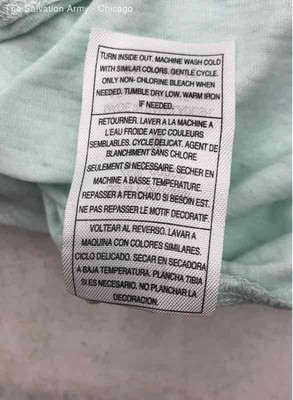 The Salvation Army - Chicago
TURN INSIDE OUT. MACHINE WASH COLD
WITH SIMILAR COLORS. GENTLE CYCLE.
ONLY NON- CHLORINE BLEACH WHEN
NEEDED. TUMBLE DRY LOW. WARM IRON
IF NEEDED.
RETOURNER. LAVER A LA MACHINE A
L'EAU FROIDE AVEC COULEURS
SEMBLABLES. CYCLE DELICAT. AGENT DE
BLANCHIMENT SANS CHLORE
SEULEMENT SI NECESSAIRE. SECHER EN
MACHINE A BASSE TEMPERATURE.
REPASSER A FER CHAUD SI BESOIN EST.
NE PAS REPASSER LE MOTIF DECORATIF.
VOLTEAR AL REVERSO. LAVAR A
MAQUINA CON COLORES SIMILARES.
CICLO DELICADO. SECAR EN SECADORA
A BAJA TEMPERATURA. PLANCHA TIBIA
SI ES NECESARIO. NO PLANCHAR LA
DECORACION.